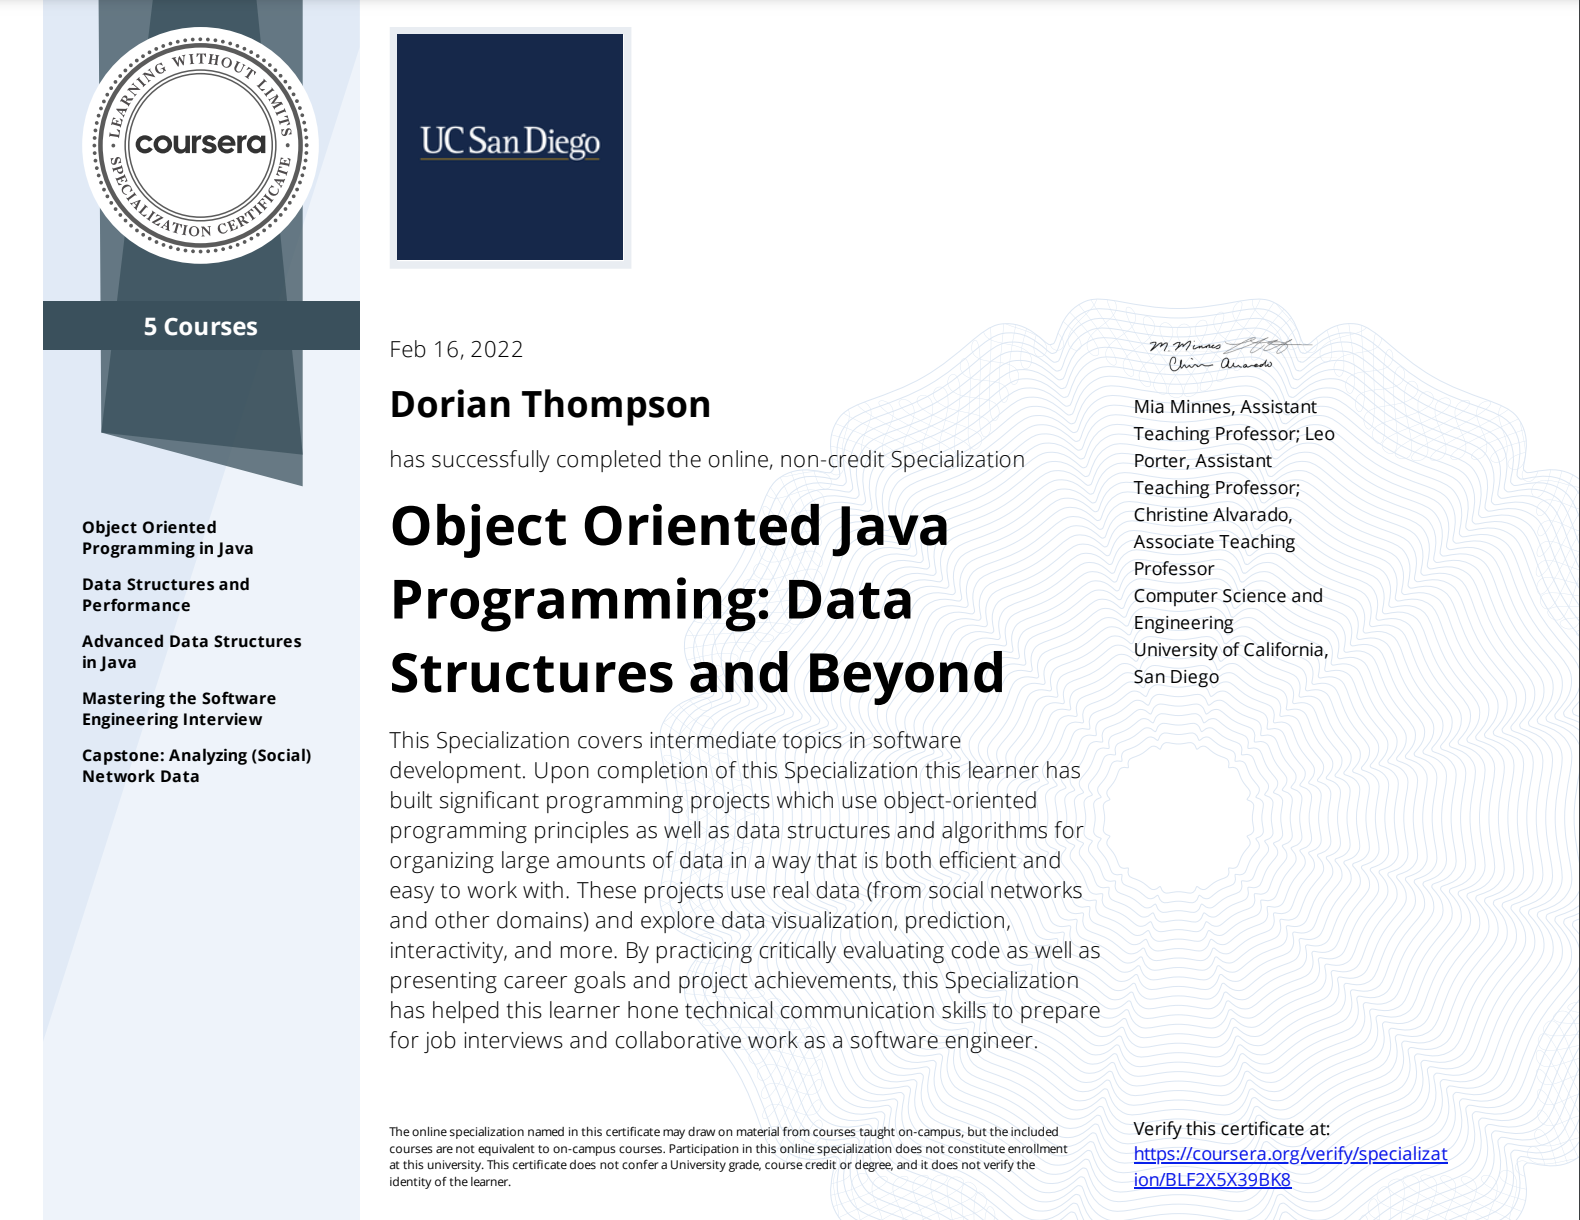 LEARNING WITHOUT LIMITS
coursera
SPECIALIZATION CERTIFICATE
5 Courses
Object Oriented
Programming in Java
Data Structures and
Performance
Advanced Data Structures
in Java
Mastering the Software
Engineering Interview
Capstone: Analyzing (Social)
Network Data
UC San Diego
Feb 16, 2022
Dorian Thompson
has successfully completed the online, non-credit Specialization
Object Oriented Java
Programming: Data
Structures and Beyond
This Specialization covers intermediate topics in software
development. Upon completion of this Specialization this learner has
built significant programming projects which use object-oriented
programming principles as well as data structures and algorithms for
organizing large amounts of data in a way that is both efficient and
easy to work with. These projects use real data (from social networks
and other domains) and explore data visualization, prediction,
interactivity, and more. By practicing critically evaluating code as well as
presenting career goals and project achievements, this Specialization
has helped this learner hone technical communication skills to prepare
for job interviews and collaborative work as a software engineer.
The online specialization named in this certificate may draw on material from courses taught on-campus, but the included
courses are not equivalent to on-campus courses. Participation in this online specialization does not constitute enrollment
at this university. This certificate does not confer a University grade, course credit or degree, and it does not verify the
identity of the learner.
M. Minnes
Mia Minnes, Assistant
Teaching Professor; Leo
Porter, Assistant
Teaching Professor;
Christine Alvarado,
Associate Teaching
Professor
Computer Science and
Engineering
University of California,
San Diego
Verify this certificate at:
https://coursera.org/verify/specializat
ion/BLF2X5X39BK8